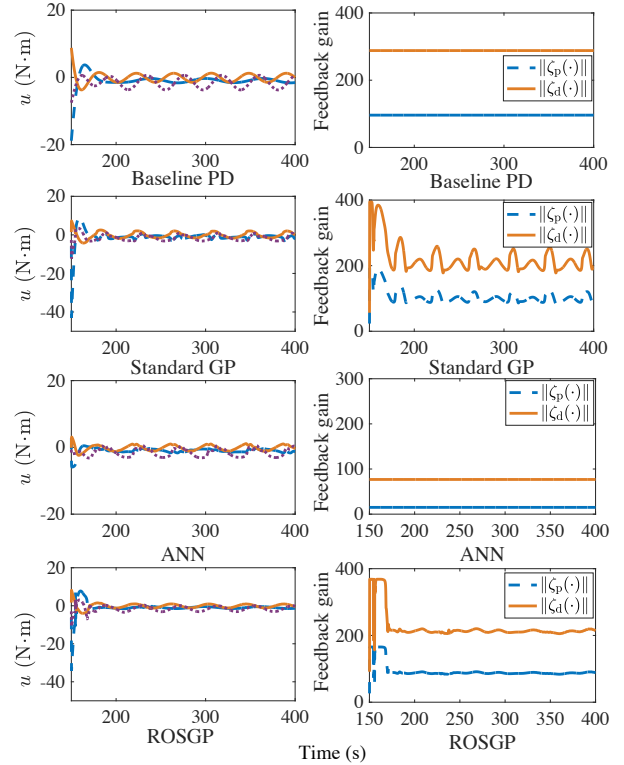 20
0
-20
u (N·m)
200
300
400
Baseline PD
400
200
0
Feedback gain
‖ζp(·)‖
‖ζd(·)‖
200
300
400
Baseline PD
20
0
-20
-40
u (N·m)
200
300
400
Standard GP
400
200
0
Feedback gain
‖ζp(·)‖
‖ζd(·)‖
150
200
250
300
350
400
Standard GP
20
0
-20
u (N·m)
200
300
400
ANN
300
200
100
0
Feedback gain
‖ζp(·)‖
‖ζd(·)‖
150
200
250
300
350
400
ANN
20
0
-20
-40
u (N·m)
200
300
400
ROSGP
400
200
0
Feedback gain
‖ζp(·)‖
‖ζd(·)‖
150
200
250
300
350
400
ROSGP
Time (s)